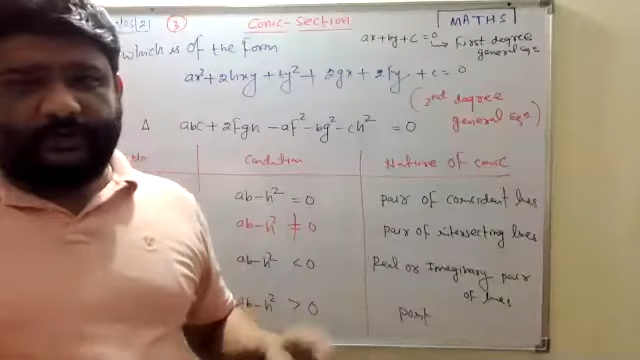 ③ Conic-Section MATHS
which is of the form ax+by+c=0 → First degree
general eqn
ax²+2hxy+by²+2gx+2fy+c=0
(2nd degree
general eqn)
Δ abc+2fgh-af²-bg²-ch²=0
Condition Nature of conic
ab-h²=0 pair of coincident lines
ab-h²≠0 pair of intersecting lines
ab-h²<0 Real or Imaginary pair
of lines
ab-h²>0